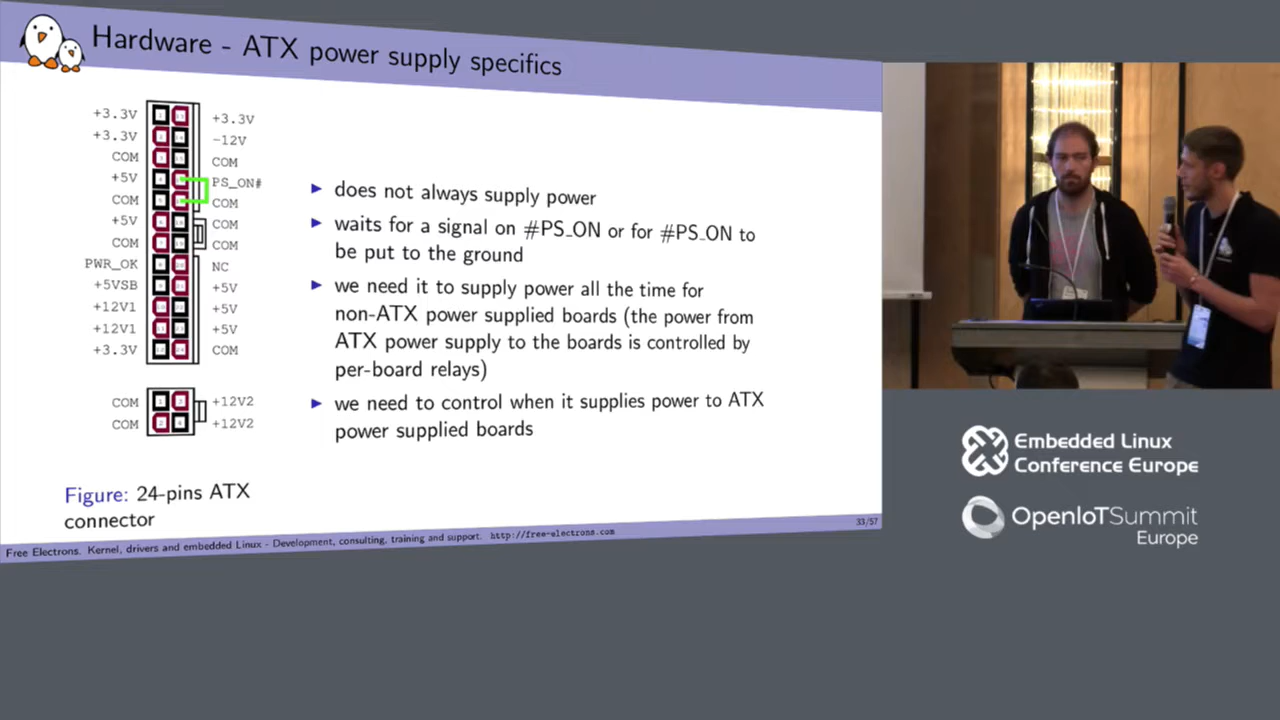 Hardware - ATX power supply specifics
+3.3V +3.3V
+3.3V -12V
COM COM
+5V PS_ON#
COM COM
+5V COM
COM COM
PWR_OK NC
+5VSB +5V
+12V1 +5V
+12V1 +5V
+3.3V COM
COM +12V2
COM +12V2
Figure: 24-pins ATX
connector
does not always supply power
waits for a signal on #PS_ON or for #PS_ON to
be put to the ground
we need it to supply power all the time for
non-ATX power supplied boards (the power from
ATX power supply to the boards is controlled by
per-board relays)
we need to control when it supplies power to ATX
power supplied boards
Free Electrons. Kernel, drivers and embedded Linux - Development, consulting, training and support. http://free-electrons.com
33/57
Embedded Linux
Conference Europe
OpenIoTSummit
Europe